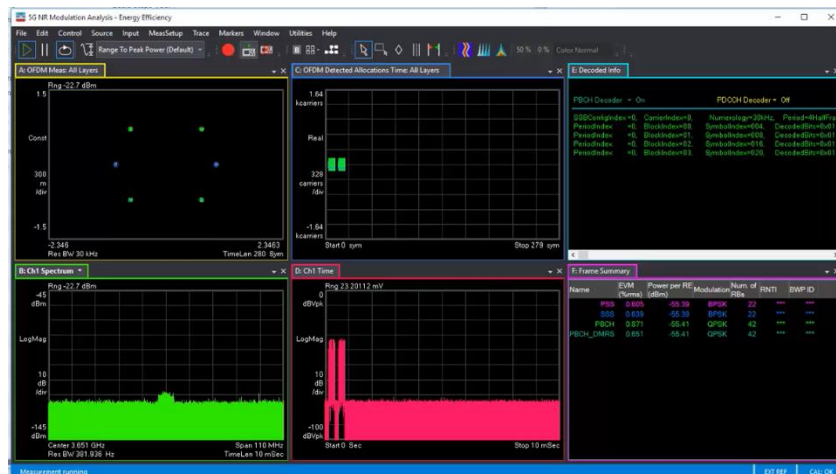 5G NR Modulation Analysis - Energy Efficiency
File Edit Control Source Input MeasSetup Trace Markers Window Utilities Help
Range To Peak Power (Default)
50 % 0 % Color Normal
A: OFDM Meas: All Layers
Rng -22.7 dBm
1.5
Const
300
m
/div
-1.5
-2.346 2.3463
Res BW 30 kHz TimeLen 280 Sym
C: OFDM Detected Allocations Time: All Layers
1.64
kcarriers
Real
328
carriers
/div
-1.64
kcarriers
Start 0 sym Stop 279 sym
E: Decoded Info
PBCH Decoder = On PDCCH Decoder = Off
SSBConfigIndex=0, CarrierIndex=0, Numerology=30kHz, Period=4HalfFra
PeriodIndex =0, BlockIndex=00, SymbolIndex=004, DecodedBits=0x01
PeriodIndex =0, BlockIndex=01, SymbolIndex=008, DecodedBits=0x01
PeriodIndex =0, BlockIndex=02, SymbolIndex=016, DecodedBits=0x01
PeriodIndex =0, BlockIndex=03, SymbolIndex=020, DecodedBits=0x01
B: Ch1 Spectrum
Rng -22.7 dBm
-45
dBm
LogMag
10
dB
/div
-145
dBm
Center 3.651 GHz Span 110 MHz
Res BW 381.936 Hz TimeLen 10 mSec
D: Ch1 Time
Rng 23.20112 mV
0
dBVpk
LogMag
10
dB
/div
-100
dBVpk
Start 0 Sec Stop 10 mSec
F: Frame Summary
Name EVM (%rms) Power per RE (dBm) Modulation Num. of RBs RNTI BWP ID
PSS 0.605 -55.39 BPSK 22 *** ***
SSS 0.639 -55.39 BPSK 22 *** ***
PBCH 0.871 -55.41 QPSK 42 *** ***
PBCH_DMRS 0.651 -55.41 QPSK 42 *** ***
Measurement running EXT REF CAL: OK